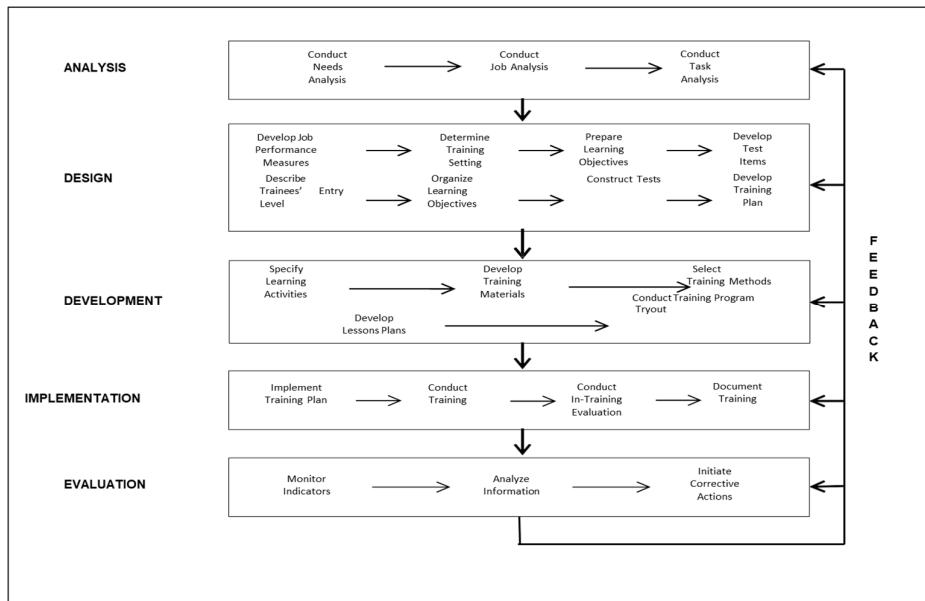 ANALYSIS
Conduct
Needs
Analysis
Conduct
Job Analysis
Conduct
Task
Analysis
DESIGN
Develop Job
Performance
Measures
Determine
Training
Setting
Prepare
Learning
Objectives
Develop
Test
Items
Describe
Trainees' Entry
Level
Organize
Learning
Objectives
Construct Tests
Develop
Training
Plan
DEVELOPMENT
Specify
Learning
Activities
Develop
Training
Materials
Select
Training Methods
Develop
Lessons Plans
Conduct Training Program
Tryout
IMPLEMENTATION
Implement
Training Plan
Conduct
Training
Conduct
In-Training
Evaluation
Document
Training
EVALUATION
Monitor
Indicators
Analyze
Information
Initiate
Corrective
Actions
FEEDBACK